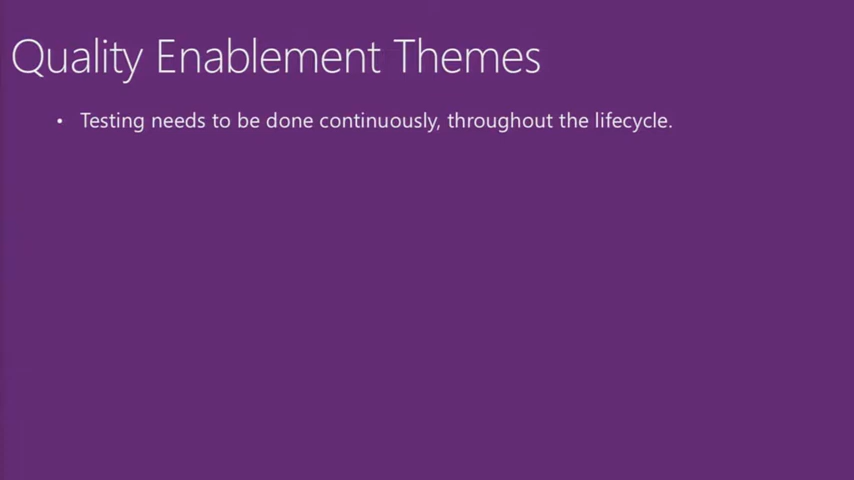 Quality Enablement Themes
• Testing needs to be done continuously, throughout the lifecycle.